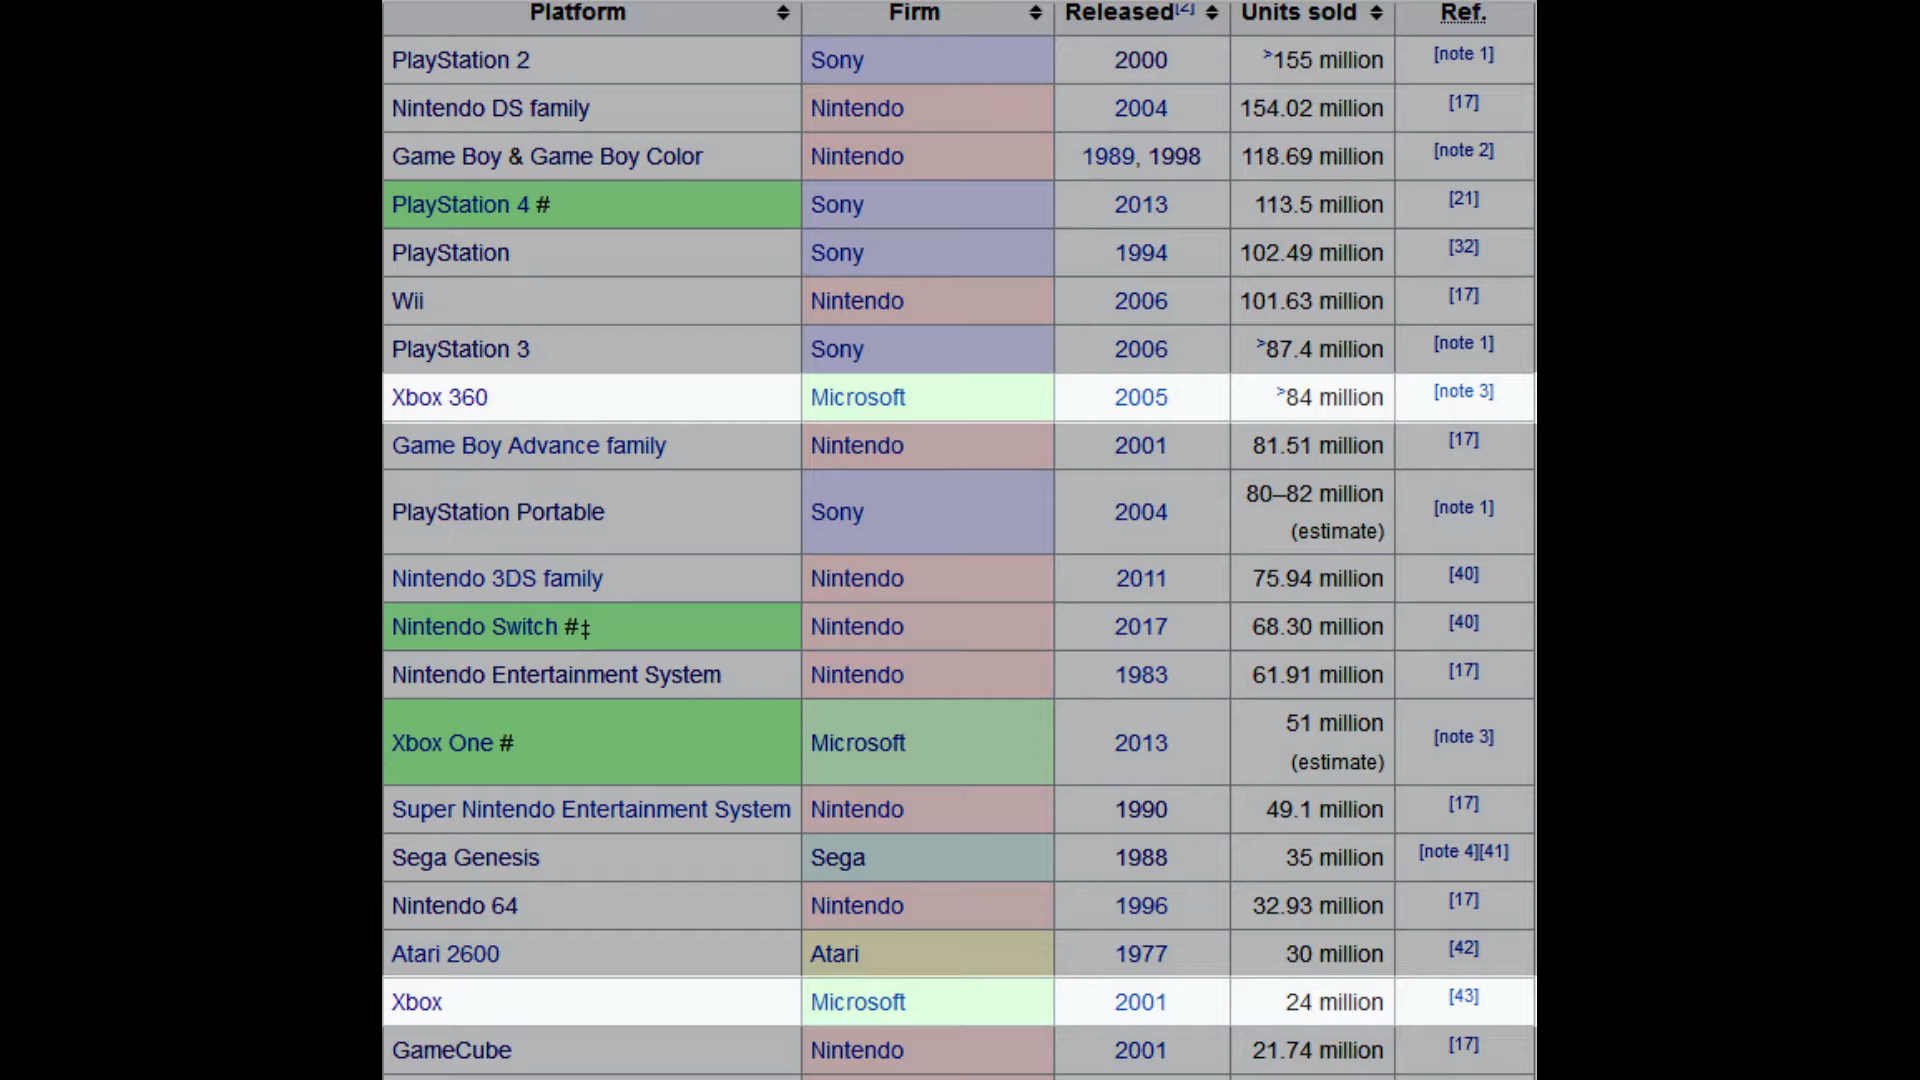 Platform Firm Released[2] Units sold Ref.
PlayStation 2 Sony 2000 >155 million [note 1]
Nintendo DS family Nintendo 2004 154.02 million [17]
Game Boy & Game Boy Color Nintendo 1989, 1998 118.69 million [note 2]
PlayStation 4 # Sony 2013 113.5 million [21]
PlayStation Sony 1994 102.49 million [32]
Wii Nintendo 2006 101.63 million [17]
PlayStation 3 Sony 2006 >87.4 million [note 1]
Xbox 360 Microsoft 2005 >84 million [note 3]
Game Boy Advance family Nintendo 2001 81.51 million [17]
PlayStation Portable Sony 2004 80–82 million (estimate) [note 1]
Nintendo 3DS family Nintendo 2011 75.94 million [40]
Nintendo Switch #‡ Nintendo 2017 68.30 million [40]
Nintendo Entertainment System Nintendo 1983 61.91 million [17]
Xbox One # Microsoft 2013 51 million (estimate) [note 3]
Super Nintendo Entertainment System Nintendo 1990 49.1 million [17]
Sega Genesis Sega 1988 35 million [note 4][41]
Nintendo 64 Nintendo 1996 32.93 million [17]
Atari 2600 Atari 1977 30 million [42]
Xbox Microsoft 2001 24 million [43]
GameCube Nintendo 2001 21.74 million [17]